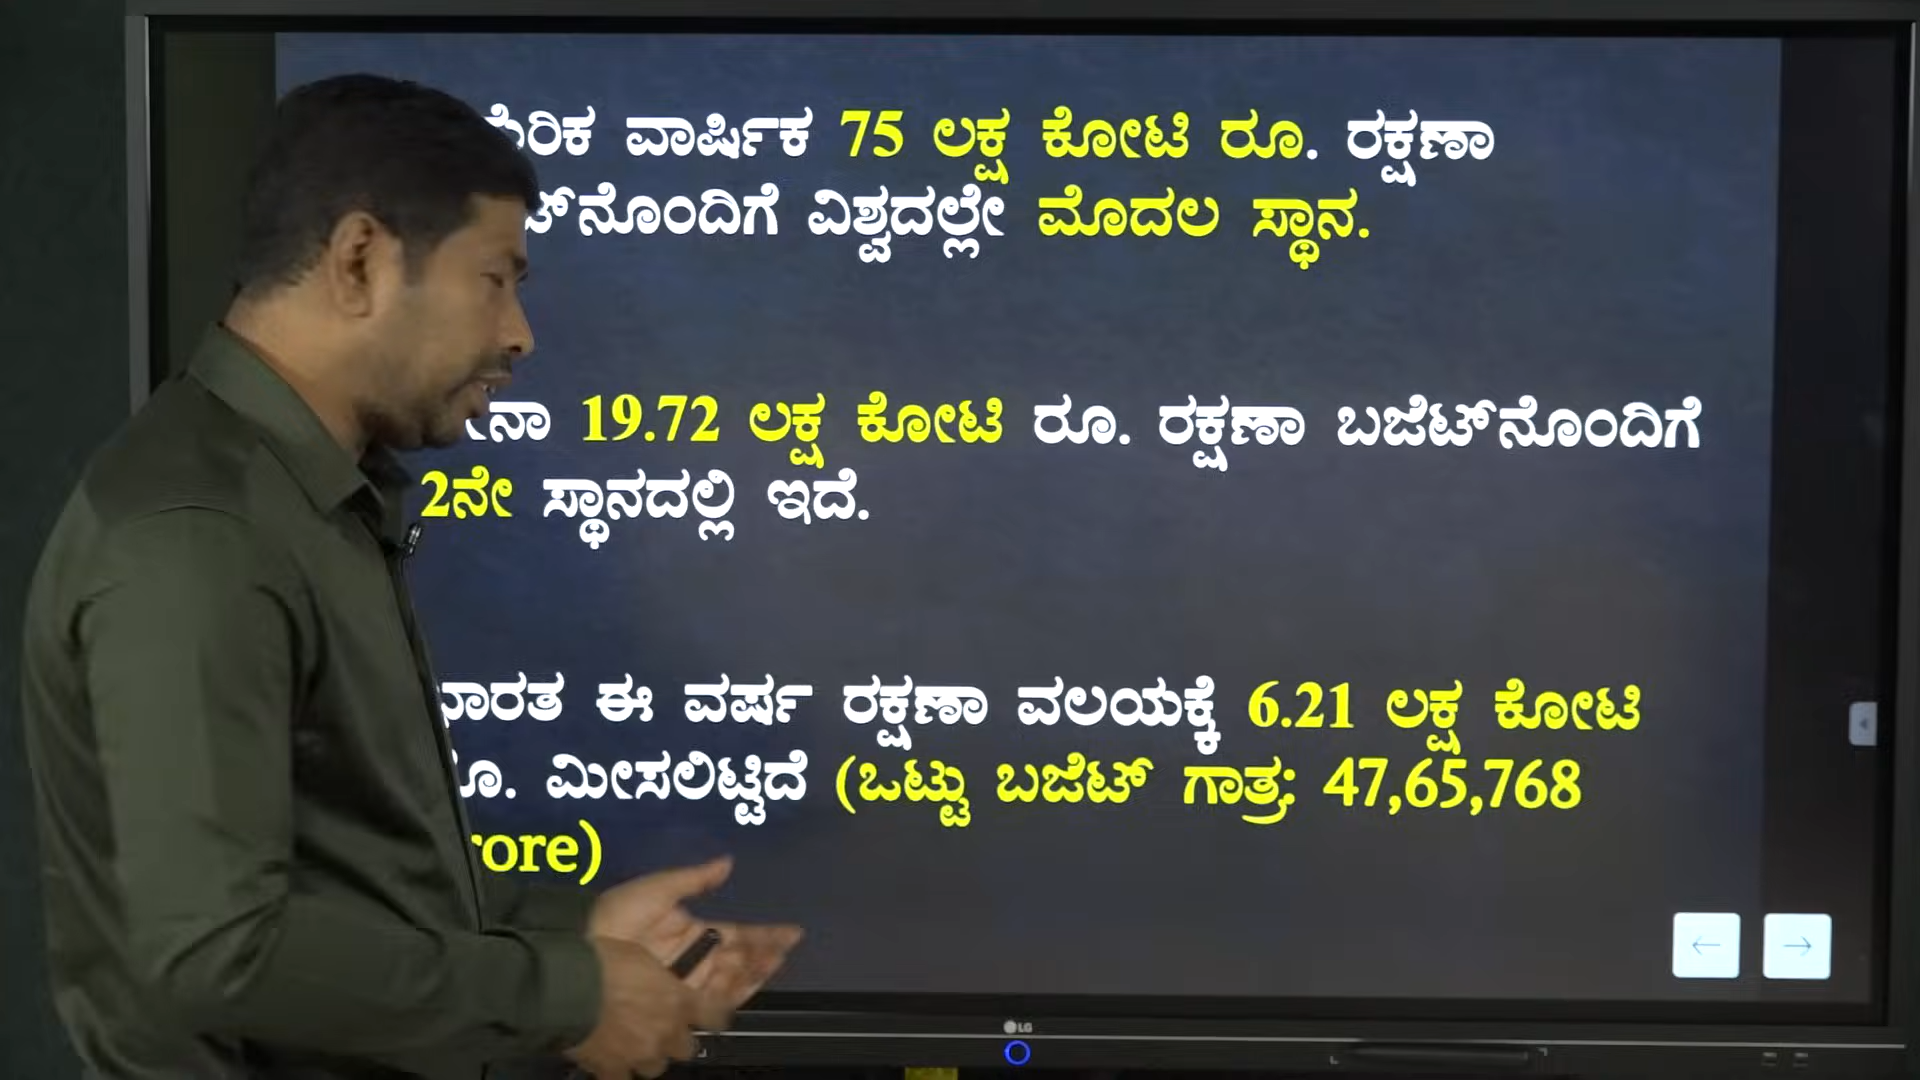 ವಾರ್ಷಿಕ 75 ಲಕ್ಷ ಕೋಟಿ ರೂ. ರಕ್ಷಣಾ
ವಿಶ್ವದಲ್ಲೇ ಮೊದಲ ಸ್ಥಾನ.
19.72 ಲಕ್ಷ ಕೋಟಿ ರೂ. ರಕ್ಷಣಾ ಬಜೆಟ್‌ನೊಂದಿಗೆ
2ನೇ ಸ್ಥಾನದಲ್ಲಿ ಇದೆ.
ಭಾರತ ಈ ವರ್ಷ ರಕ್ಷಣಾ ವಲಯಕ್ಕೆ 6.21 ಲಕ್ಷ ಕೋಟಿ
ಮೀಸಲಿಟ್ಟಿದೆ (ಒಟ್ಟು ಬಜೆಟ್ ಗಾತ್ರ: 47,65,768
LG